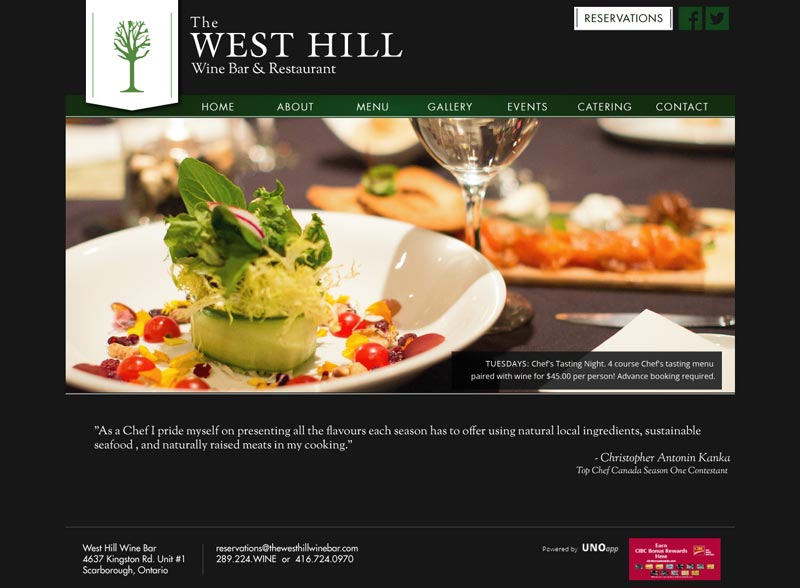 The
WEST HILL
Wine Bar & Restaurant
RESERVATIONS
HOME ABOUT MENU GALLERY EVENTS CATERING CONTACT
TUESDAYS: Chef's Tasting Night. 4 course Chef's tasting menu
paired with wine for $45.00 per person! Advance booking required.
"As a Chef I pride myself on presenting all the flavours each season has to offer using natural local ingredients, sustainable
seafood , and naturally raised meats in my cooking."
- Christopher Antonin Kanka
Top Chef Canada Season One Contestant
West Hill Wine Bar
4637 Kingston Rd. Unit #1
Scarborough, Ontario
reservations@thewesthillwinebar.com
289.224.WINE or 416.724.0970
Powered by UNOapp
Earn
CIBC Bonus Rewards
Here